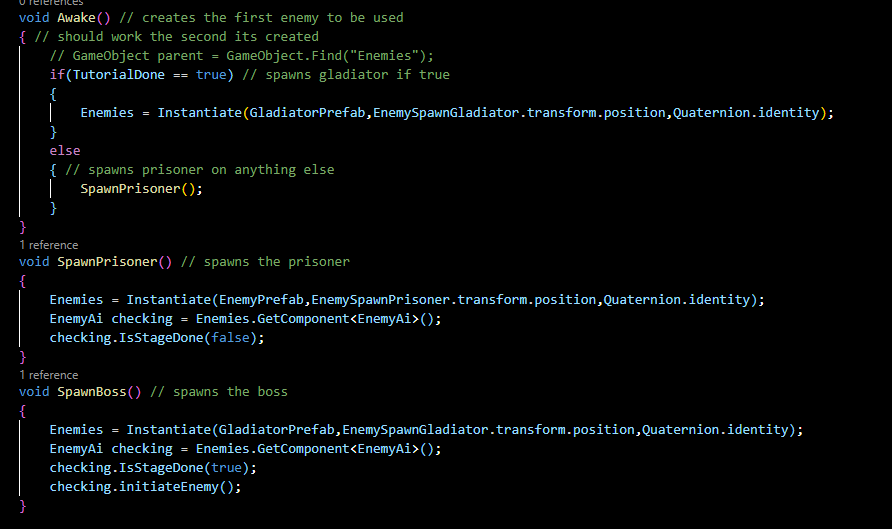 0 references
void Awake() // creates the first enemy to be used
{ // should work the second its created
// GameObject parent = GameObject.Find("Enemies");
if(TutorialDone == true) // spawns gladiator if true
{
Enemies = Instantiate(GladiatorPrefab,EnemySpawnGladiator.transform.position,Quaternion.identity);
}
else
{ // spawns prisoner on anything else
SpawnPrisoner();
}
}
1 reference
void SpawnPrisoner() // spawns the prisoner
{
Enemies = Instantiate(EnemyPrefab,EnemySpawnPrisoner.transform.position,Quaternion.identity);
EnemyAi checking = Enemies.GetComponent<EnemyAi>();
checking.IsStageDone(false);
}
1 reference
void SpawnBoss() // spawns the boss
{
Enemies = Instantiate(GladiatorPrefab,EnemySpawnGladiator.transform.position,Quaternion.identity);
EnemyAi checking = Enemies.GetComponent<EnemyAi>();
checking.IsStageDone(true);
checking.initiateEnemy();
}